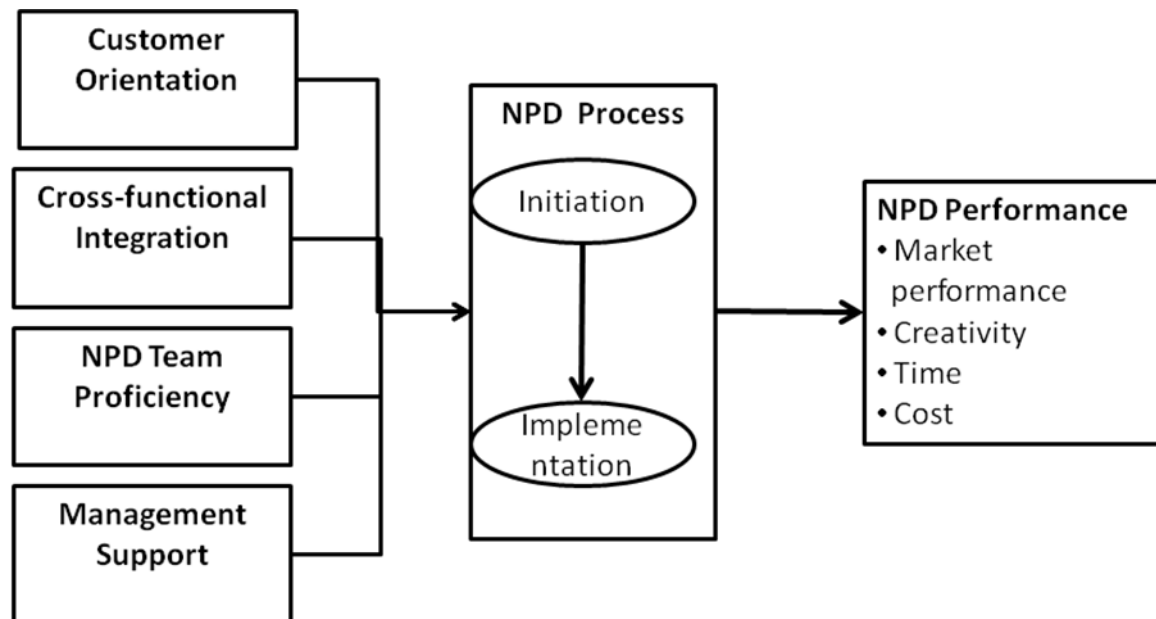 Customer
Orientation
Cross-functional
Integration
NPD Team
Proficiency
Management
Support
NPD Process
Initiation
Impleme
ntation
NPD Performance
• Market
performance
• Creativity
• Time
• Cost